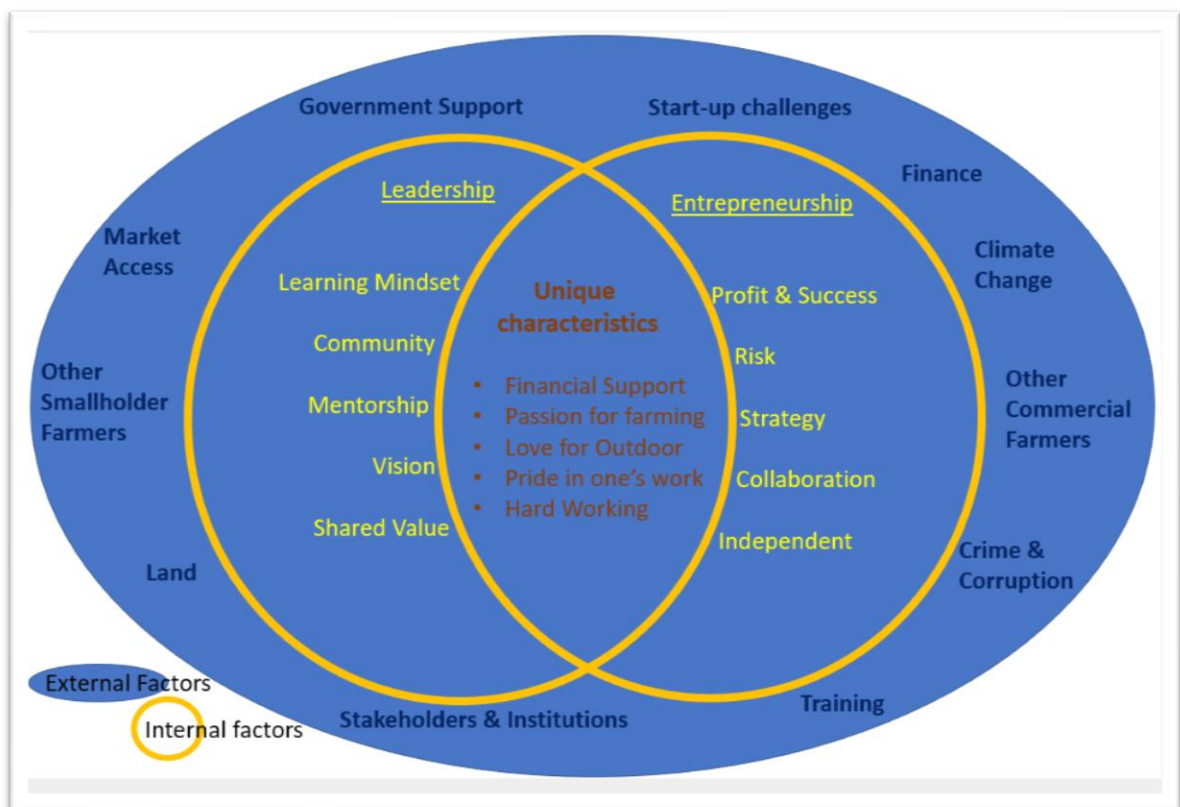 Government Support
Start-up challenges
Finance
Leadership
Entrepreneurship
Market
Access
Climate
Change
Learning Mindset
Unique
characteristics
Profit & Success
Community
Risk
Other
Smallholder
Farmers
Other
Commercial
Farmers
Mentorship
• Financial Support
• Passion for farming
• Love for Outdoor
• Pride in one's work
• Hard Working
Strategy
Vision
Collaboration
Shared Value
Independent
Land
Crime &
Corruption
External Factors
Internal factors
Stakeholders & Institutions
Training